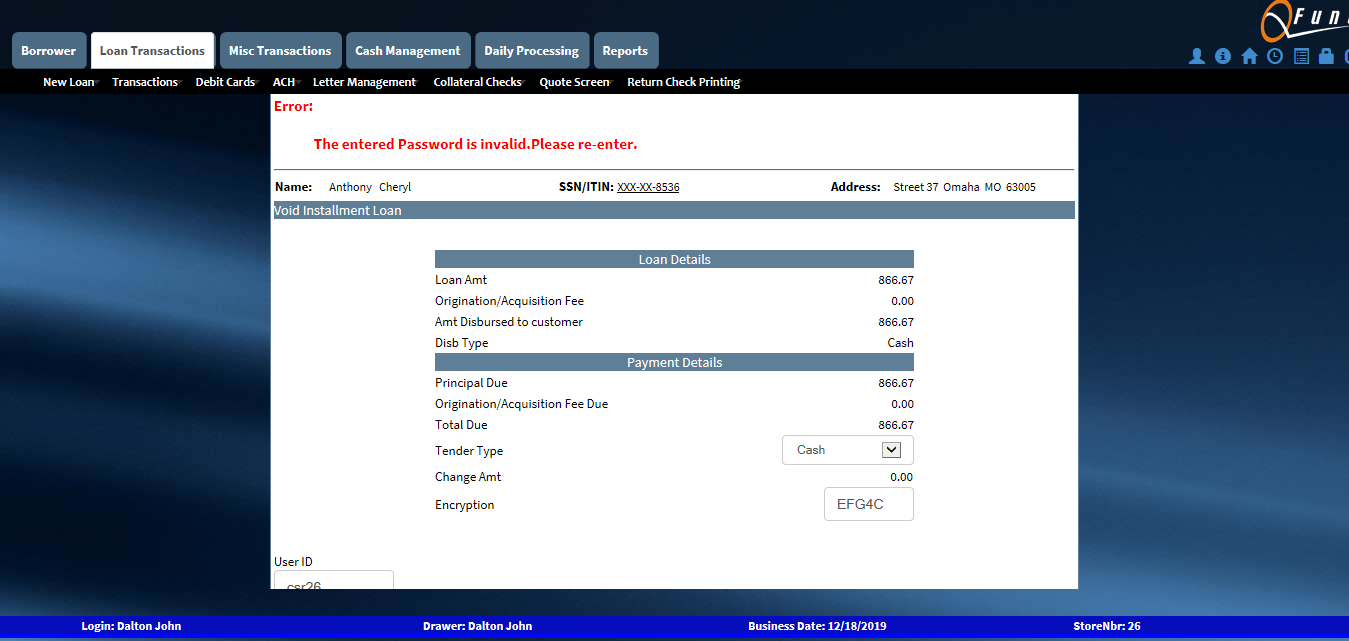 QFun
Borrower Loan Transactions Misc Transactions Cash Management Daily Processing Reports
New Loan Transactions Debit Cards ACH Letter Management Collateral Checks Quote Screen Return Check Printing
Error:
The entered Password is invalid.Please re-enter.
Name: Anthony Cheryl SSN/ITIN: XXX-XX-8536 Address: Street 37 Omaha MO 63005
Void Installment Loan
Loan Details
Loan Amt 866.67
Origination/Acquisition Fee 0.00
Amt Disbursed to customer 866.67
Disb Type Cash
Payment Details
Principal Due 866.67
Origination/Acquisition Fee Due 0.00
Total Due 866.67
Tender Type Cash
Change Amt 0.00
Encryption EFG4C
User ID
csr26
Login: Dalton John Drawer: Dalton John Business Date: 12/18/2019 StoreNbr: 26